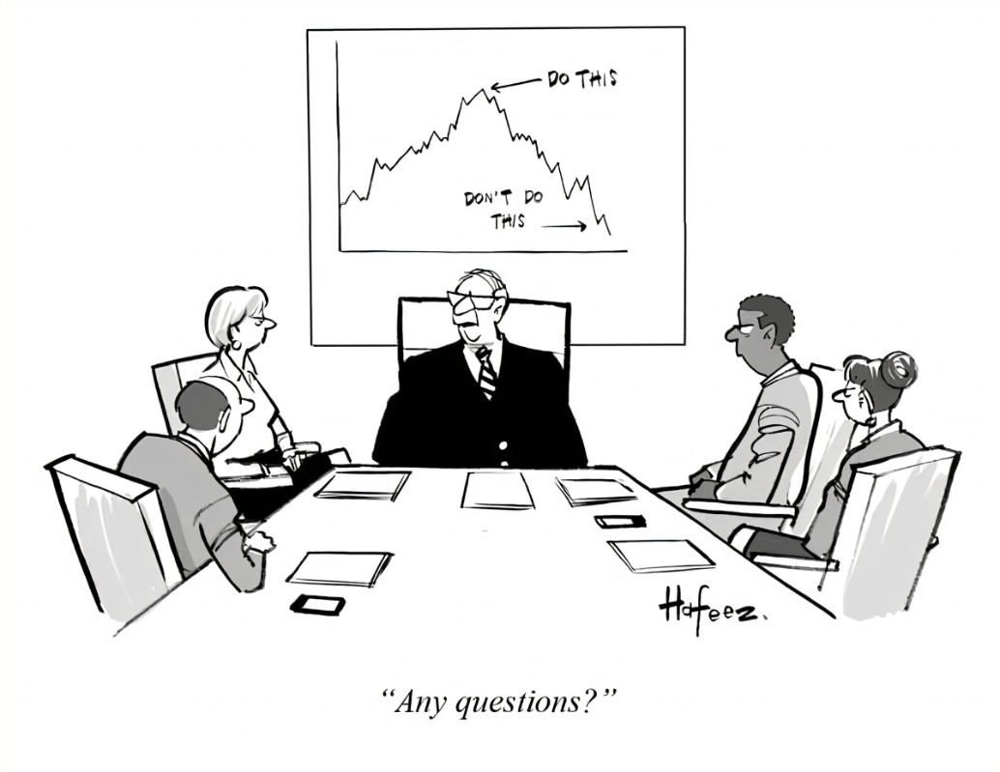 DO THIS
DON'T DO
THIS
Hafeez.
“Any questions?”